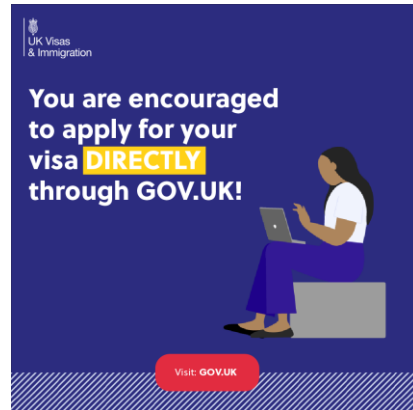 UK Visas
& Immigration
You are encouraged
to apply for your
visa DIRECTLY
through GOV.UK!
Visit: GOV.UK